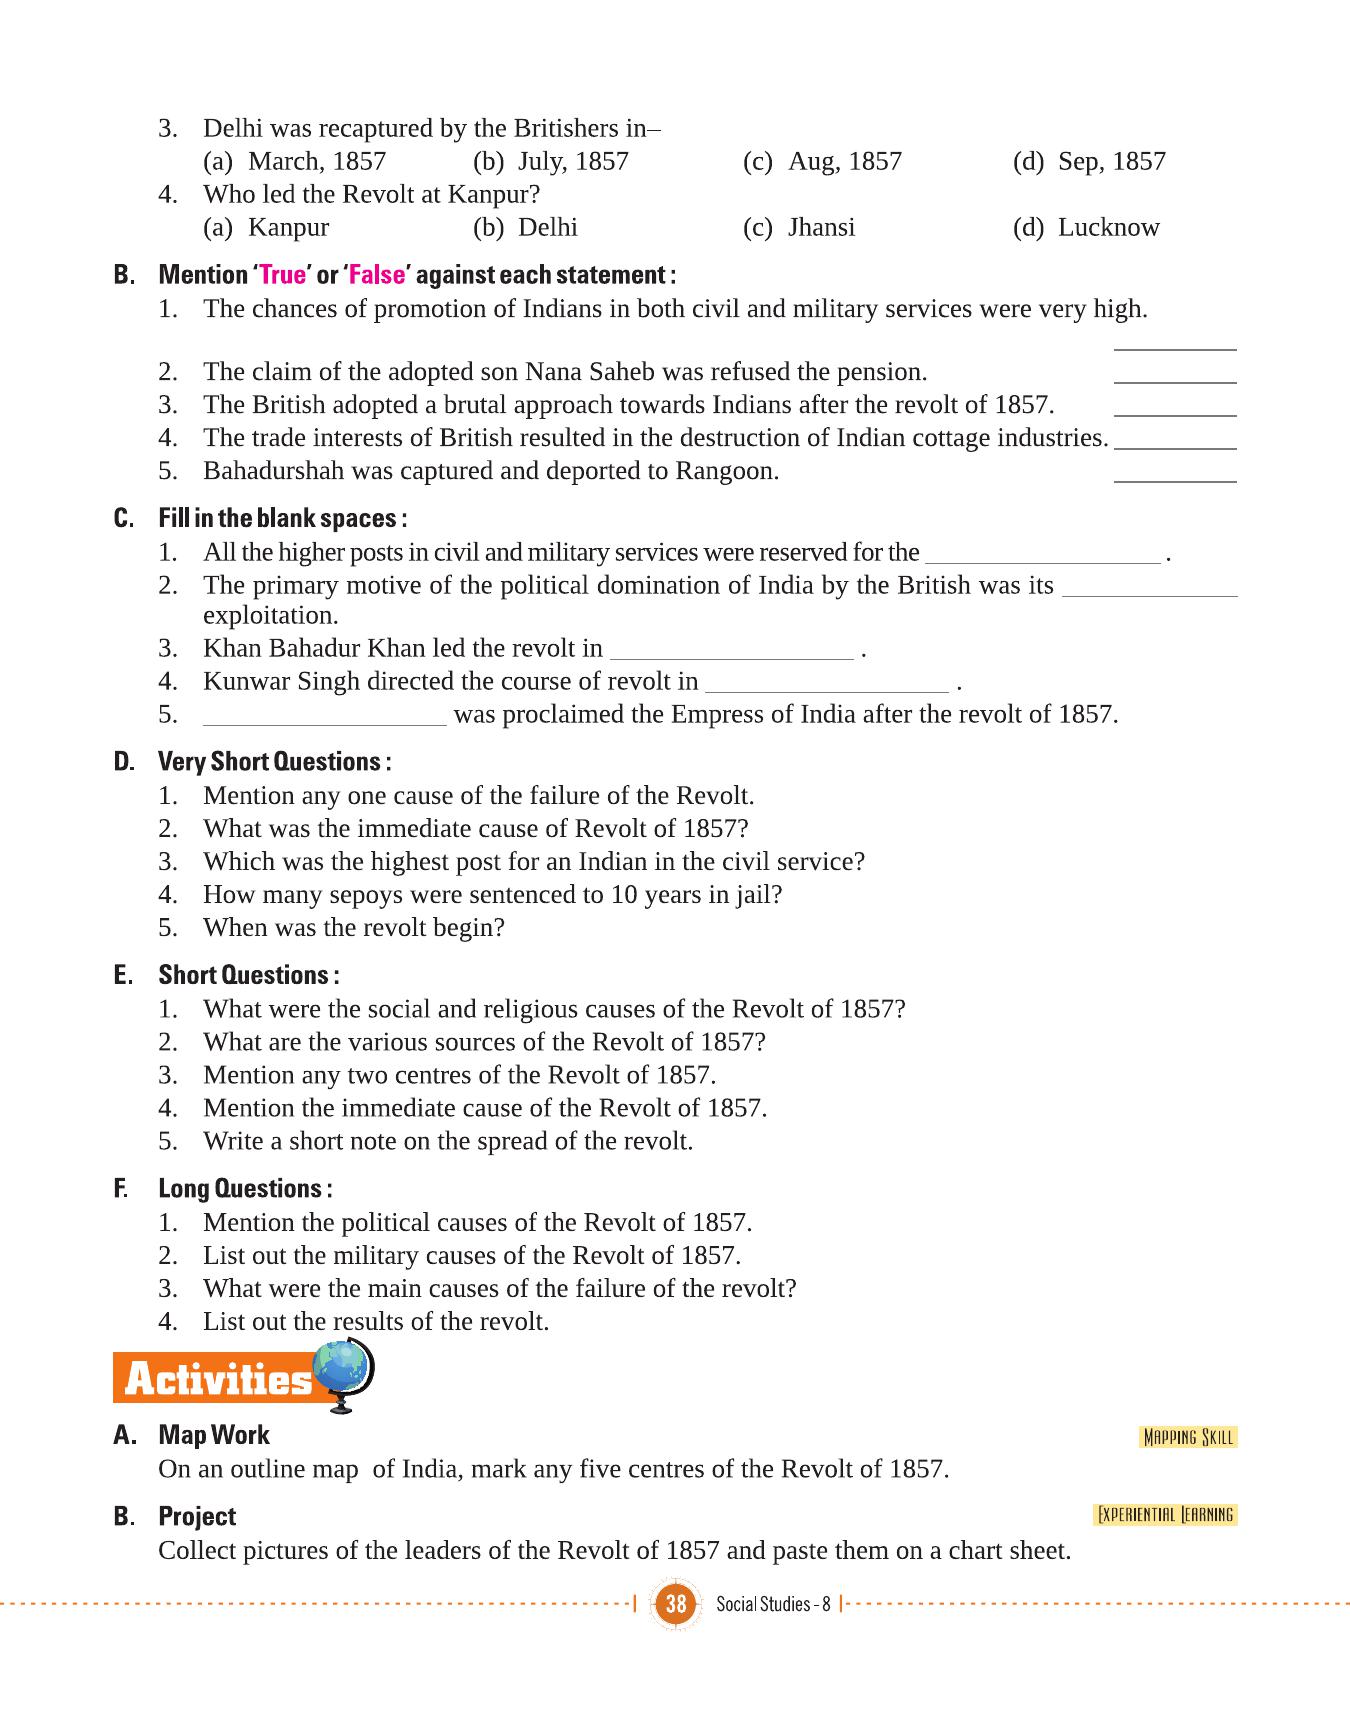 3. Delhi was recaptured by the Britishers in–
(a) March, 1857 (b) July, 1857 (c) Aug, 1857 (d) Sep, 1857
4. Who led the Revolt at Kanpur?
(a) Kanpur (b) Delhi (c) Jhansi (d) Lucknow
B. Mention ‘True’ or ‘False’ against each statement :
1. The chances of promotion of Indians in both civil and military services were very high.
__________
2. The claim of the adopted son Nana Saheb was refused the pension. __________
3. The British adopted a brutal approach towards Indians after the revolt of 1857. __________
4. The trade interests of British resulted in the destruction of Indian cottage industries. __________
5. Bahadurshah was captured and deported to Rangoon. __________
C. Fill in the blank spaces :
1. All the higher posts in civil and military services were reserved for the __________ .
2. The primary motive of the political domination of India by the British was its __________
exploitation.
3. Khan Bahadur Khan led the revolt in __________ .
4. Kunwar Singh directed the course of revolt in __________ .
5. __________ was proclaimed the Empress of India after the revolt of 1857.
D. Very Short Questions :
1. Mention any one cause of the failure of the Revolt.
2. What was the immediate cause of Revolt of 1857?
3. Which was the highest post for an Indian in the civil service?
4. How many sepoys were sentenced to 10 years in jail?
5. When was the revolt begin?
E. Short Questions :
1. What were the social and religious causes of the Revolt of 1857?
2. What are the various sources of the Revolt of 1857?
3. Mention any two centres of the Revolt of 1857.
4. Mention the immediate cause of the Revolt of 1857.
5. Write a short note on the spread of the revolt.
F. Long Questions :
1. Mention the political causes of the Revolt of 1857.
2. List out the military causes of the Revolt of 1857.
3. What were the main causes of the failure of the revolt?
4. List out the results of the revolt.
Activities
A. Map Work MAPPING SKILL
On an outline map of India, mark any five centres of the Revolt of 1857.
B. Project EXPERIENTIAL LEARNING
Collect pictures of the leaders of the Revolt of 1857 and paste them on a chart sheet.
38 Social Studies - 8